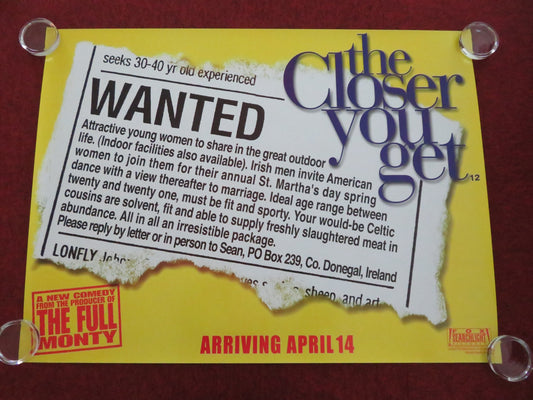 seeks 30-40 yr old experienced
WANTED
Attractive young women to share in the great outdoor
life. (Indoor facilities also available). Irish men invite American
women to join them for their annual St. Martha's day spring
dance with a view thereafter to marriage. Ideal age range between
twenty and twenty one, must be fit and sporty. Your would-be Celtic
cousins are solvent, fit and able to supply freshly slaughtered meat in
abundance. All in all an irresistible package.
Please reply by letter or in person to Sean, PO Box 239, Co. Donegal, Ireland
LONELY
sheep, and art
the
Closer
you
get
12
A NEW COMEDY
FROM THE PRODUCER OF
THE FULL
MONTY
ARRIVING APRIL 14
FOX
SEARCHLIGHT